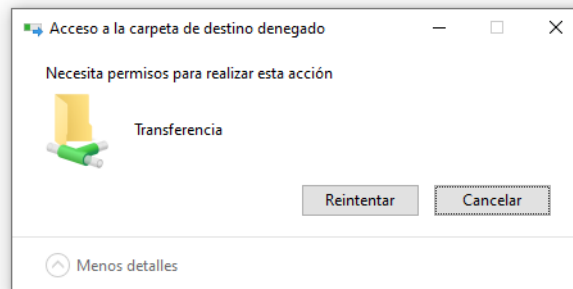 Acceso a la carpeta de destino denegado
Necesita permisos para realizar esta acción
Transferencia
Reintentar
Cancelar
Menos detalles